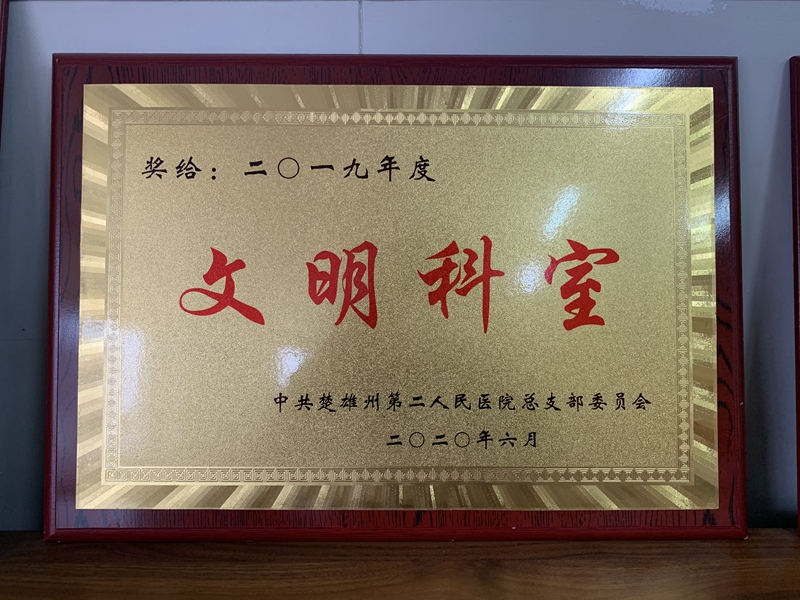 奖给：二〇一九年度
文明科室
中共楚雄州第二人民医院总支部委员会
二〇二〇年六月